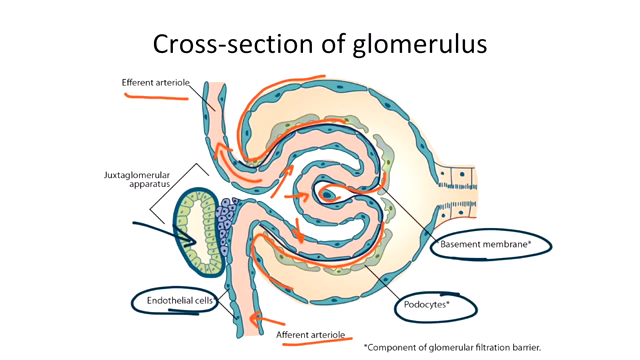 Cross-section of glomerulus
Efferent arteriole
Juxtaglomerular
apparatus
Basement membrane*
Endothelial cells
Podocytes*
Afferent arteriole
*Component of glomerular filtration barrier.